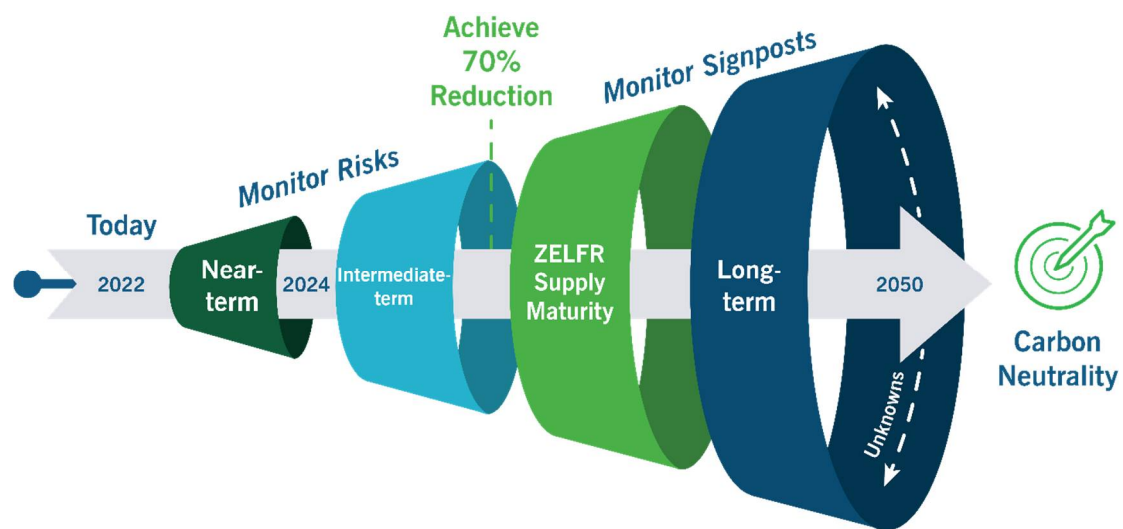 Achieve
70%
Reduction
Monitor Signposts
Monitor Risks
Today
2022
Near-
term
2024
Intermediate-
term
ZELFR
Supply
Maturity
Long-
term
2050
Unknowns
Carbon
Neutrality